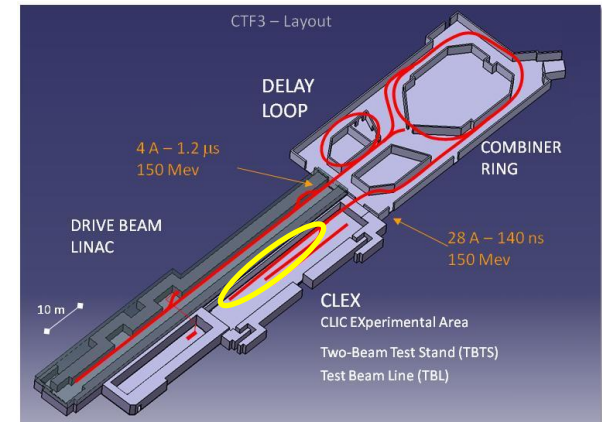 CTF3 – Layout
DELAY
LOOP
4 A – 1.2 µs
150 Mev
COMBINER
RING
DRIVE BEAM
LINAC
28 A – 140 ns
150 Mev
10 m
CLEX
CLIC EXperimental Area
Two-Beam Test Stand (TBTS)
Test Beam Line (TBL)